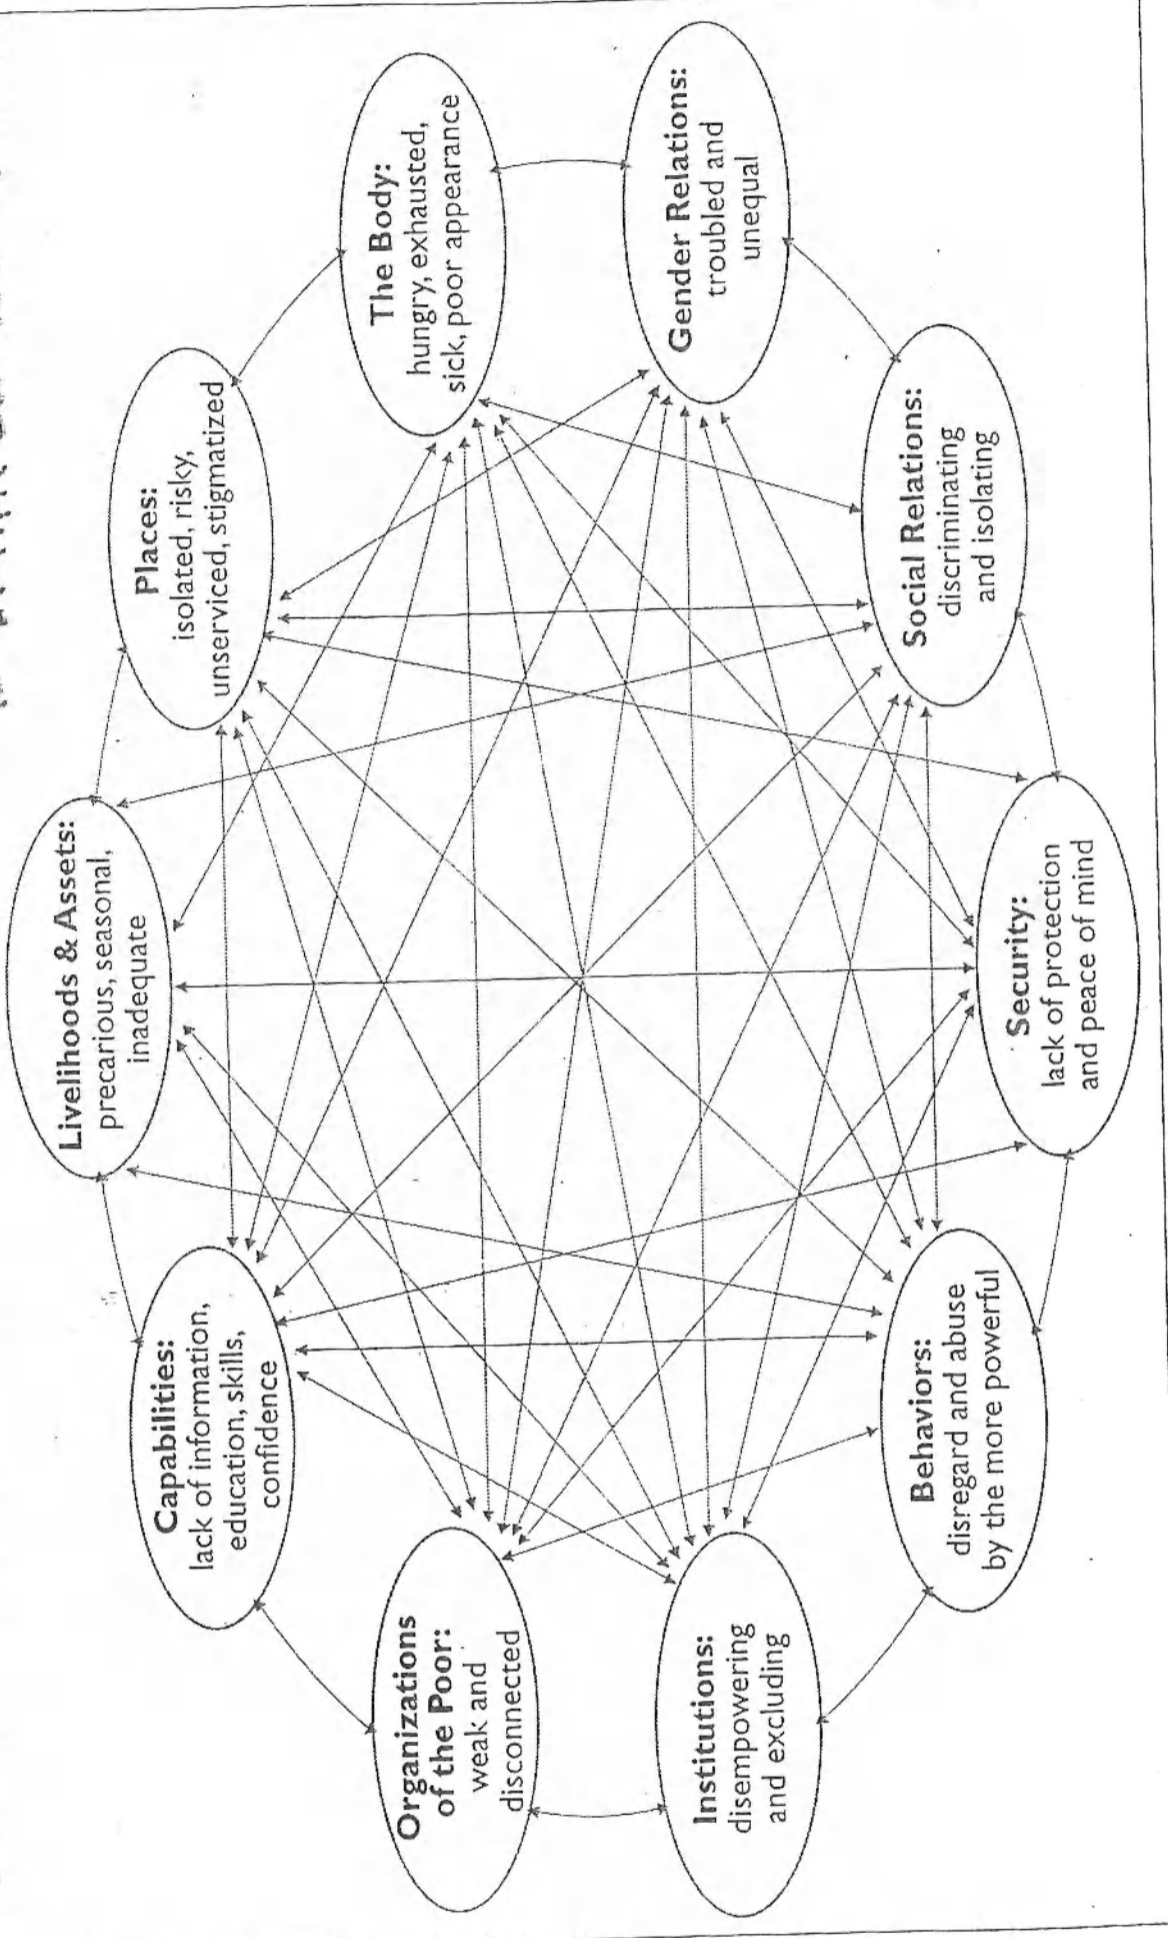 Livelihoods & Assets:
precarious, seasonal,
inadequate
Places:
isolated, risky,
unserviced, stigmatized
The Body:
hungry, exhausted,
sick, poor appearance
Gender Relations:
troubled and
unequal
Social Relations:
discriminating
and isolating
Security:
lack of protection
and peace of mind
Behaviors:
disregard and abuse
by the more powerful
Institutions:
disempowering
and excluding
Organizations
of the Poor:
weak and
disconnected
Capabilities:
lack of information,
education, skills,
confidence